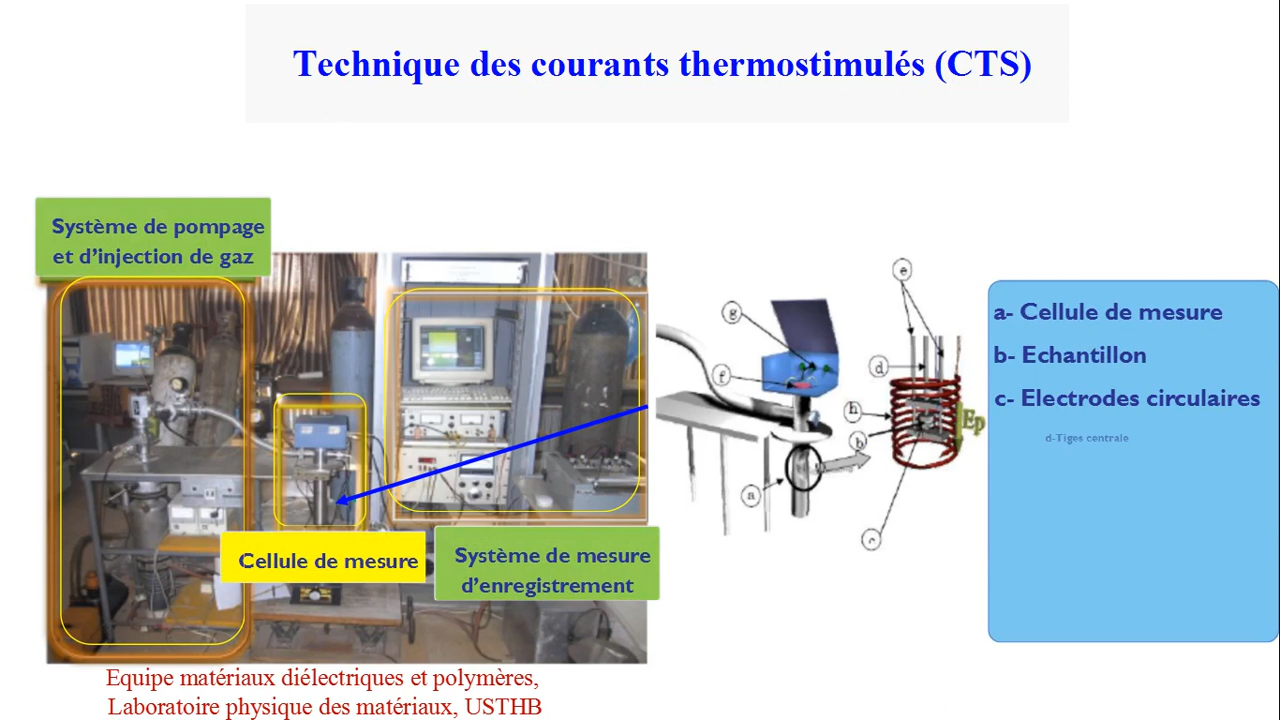 Technique des courants thermostimulés (CTS)
Système de pompage
et d’injection de gaz
Cellule de mesure
Système de mesure
d’enregistrement
Equipe matériaux diélectriques et polymères,
Laboratoire physique des matériaux, USTHB
e
g
f
d
h
Ep
b
a
c
a- Cellule de mesure
b- Echantillon
c- Electrodes circulaires
d-Tiges centrale